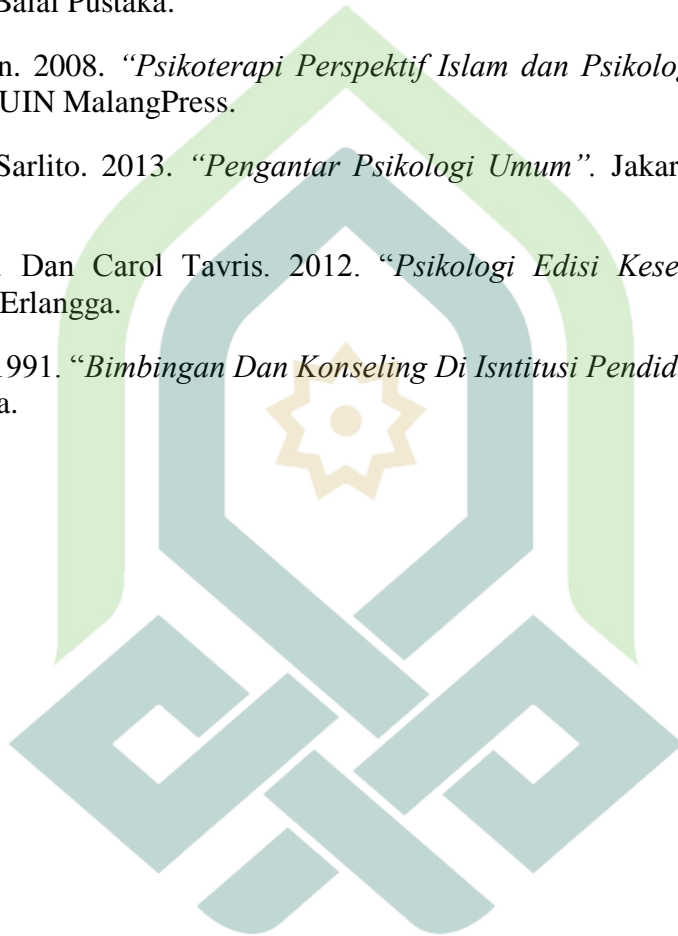 Balai Pustaka.
n. 2008. “Psikoterapi Perspektif Islam dan Psikolog
UIN MalangPress.
Sarlito. 2013. “Pengantar Psikologi Umum”. Jakar
Dan Carol Tavris. 2012. “Psikologi Edisi Kese
Erlangga.
1991. “Bimbingan Dan Konseling Di Isntitusi Pendid
a.